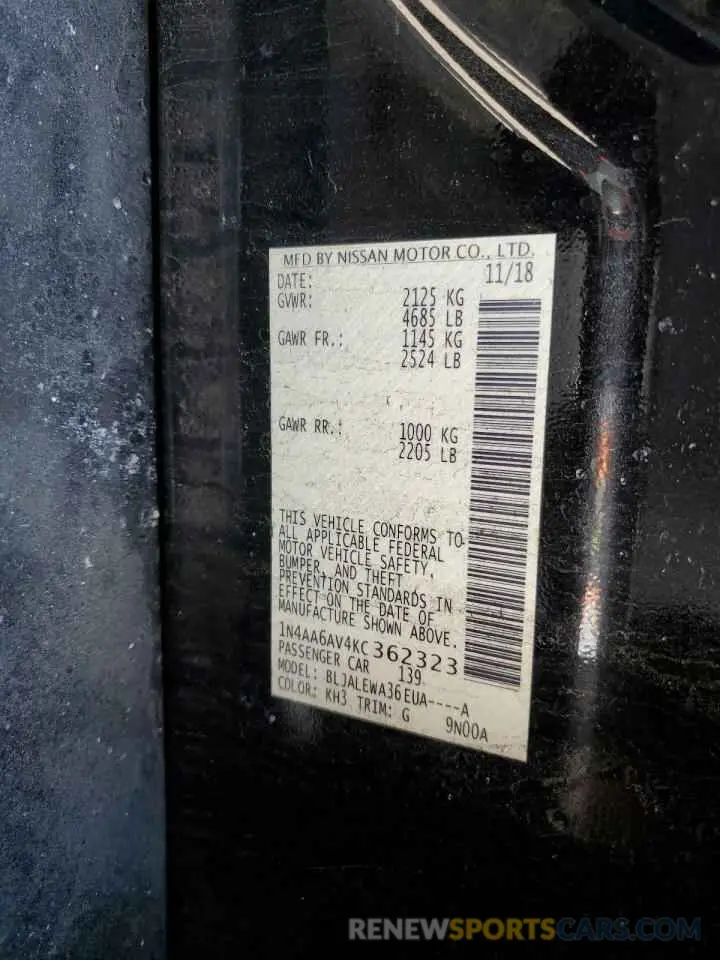 MFD BY NISSAN MOTOR CO., LTD.
DATE: 11/18
GVWR: 2125 KG
4685 LB
GAWR FR.: 1145 KG
2524 LB
GAWR RR.: 1000 KG
2205 LB
THIS VEHICLE CONFORMS TO
ALL APPLICABLE FEDERAL
MOTOR VEHICLE SAFETY,
BUMPER, AND THEFT
PREVENTION STANDARDS IN
EFFECT ON THE DATE OF
MANUFACTURE SHOWN ABOVE.
1N4AA6AV4KC362323
PASSENGER CAR 139
MODEL: BLJALEWA36EUA----A
COLOR: KH3 TRIM: G 9N00A
RENEWSPORTSCARS.COM